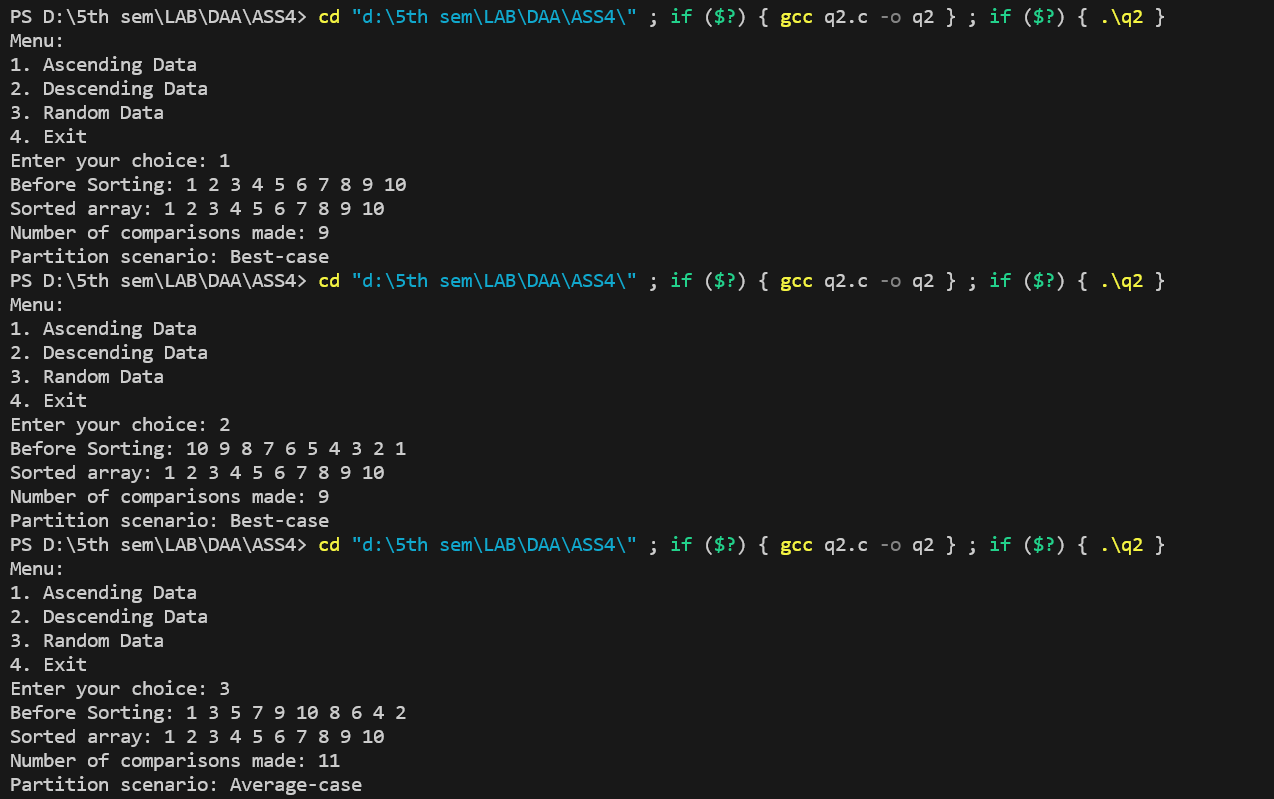 PS D:\5th sem\LAB\DAA\ASS4> cd "d:\5th sem\LAB\DAA\ASS4\" ; if ($?) { gcc q2.c -o q2 } ; if ($?) { .\q2 }
Menu:
1. Ascending Data
2. Descending Data
3. Random Data
4. Exit
Enter your choice: 1
Before Sorting: 1 2 3 4 5 6 7 8 9 10
Sorted array: 1 2 3 4 5 6 7 8 9 10
Number of comparisons made: 9
Partition scenario: Best-case
PS D:\5th sem\LAB\DAA\ASS4> cd "d:\5th sem\LAB\DAA\ASS4\" ; if ($?) { gcc q2.c -o q2 } ; if ($?) { .\q2 }
Menu:
1. Ascending Data
2. Descending Data
3. Random Data
4. Exit
Enter your choice: 2
Before Sorting: 10 9 8 7 6 5 4 3 2 1
Sorted array: 1 2 3 4 5 6 7 8 9 10
Number of comparisons made: 9
Partition scenario: Best-case
PS D:\5th sem\LAB\DAA\ASS4> cd "d:\5th sem\LAB\DAA\ASS4\" ; if ($?) { gcc q2.c -o q2 } ; if ($?) { .\q2 }
Menu:
1. Ascending Data
2. Descending Data
3. Random Data
4. Exit
Enter your choice: 3
Before Sorting: 1 3 5 7 9 10 8 6 4 2
Sorted array: 1 2 3 4 5 6 7 8 9 10
Number of comparisons made: 11
Partition scenario: Average-case